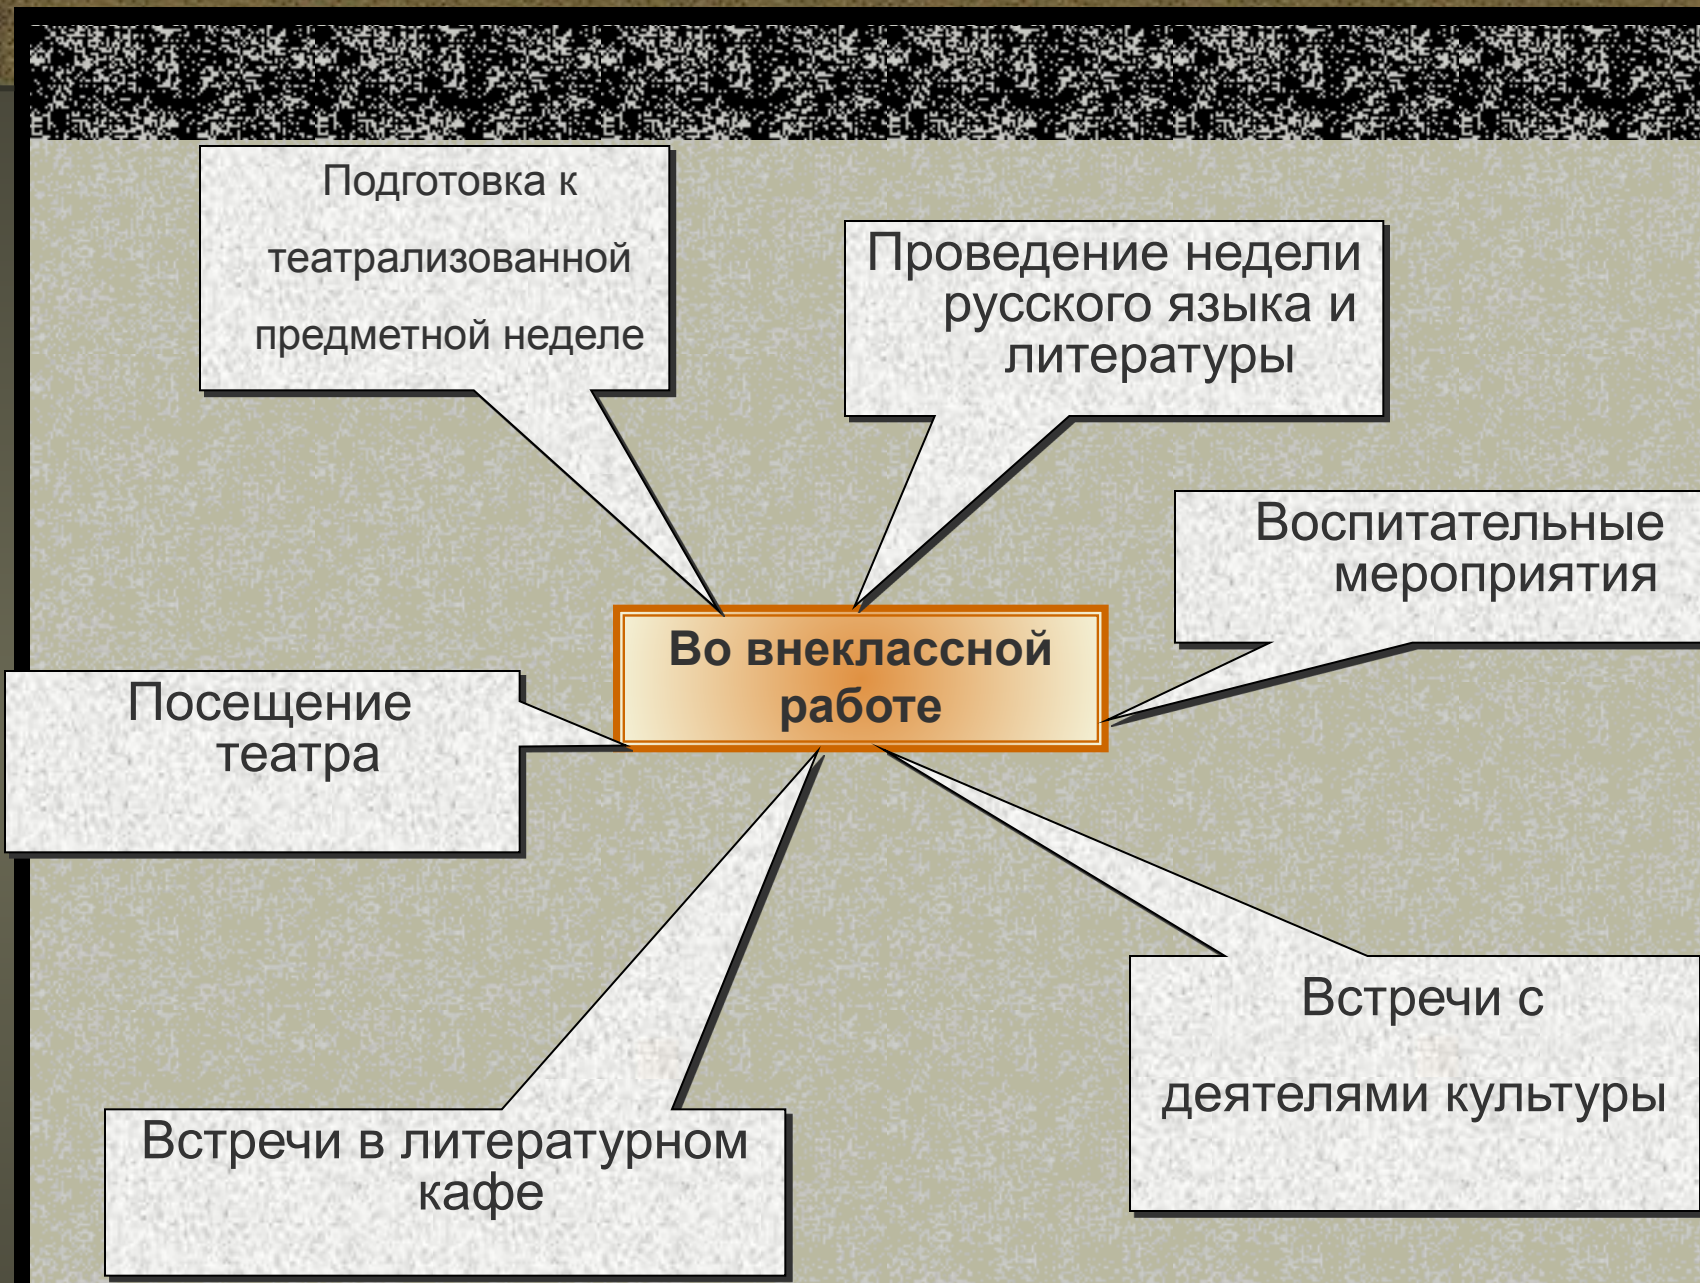 Подготовка к
театрализованной
предметной неделе
Проведение недели
русского языка и
литературы
Воспитательные
мероприятия
Во внеклассной
работе
Посещение
театра
Встречи с
деятелями культуры
Встречи в литературном
кафе